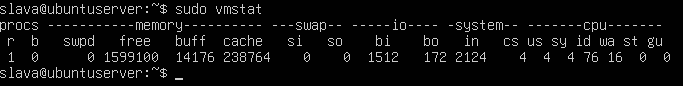 slava@ubuntuserver:~$ sudo vmstat
procs -----------memory---------- ---swap-- -----io---- -system-- -------cpu-------
 r  b   swpd   free   buff  cache   si   so    bi    bo   in   cs us sy id wa st gu
 1  0      0 1599100  14176 238764    0    0  1512   172 2124    4  4  4 76 16  0  0
slava@ubuntuserver:~$ _